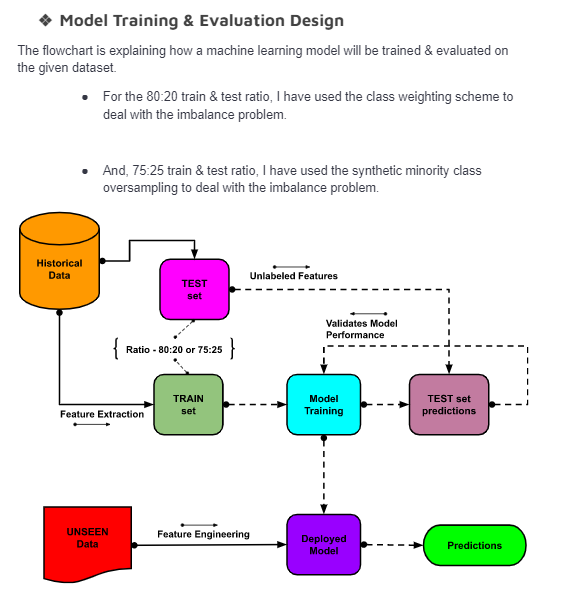 ❖ Model Training & Evaluation Design
The flowchart is explaining how a machine learning model will be trained & evaluated on
the given dataset.
● For the 80:20 train & test ratio, I have used the class weighting scheme to
deal with the imbalance problem.
● And, 75:25 train & test ratio, I have used the synthetic minority class
oversampling to deal with the imbalance problem.
Historical
Data
TEST
set
Unlabeled Features
Validates Model
Performance
{ Ratio - 80:20 or 75:25 }
Feature Extraction
TRAIN
set
Model
Training
TEST set
predictions
UNSEEN
Data
Feature Engineering
Deployed
Model
Predictions